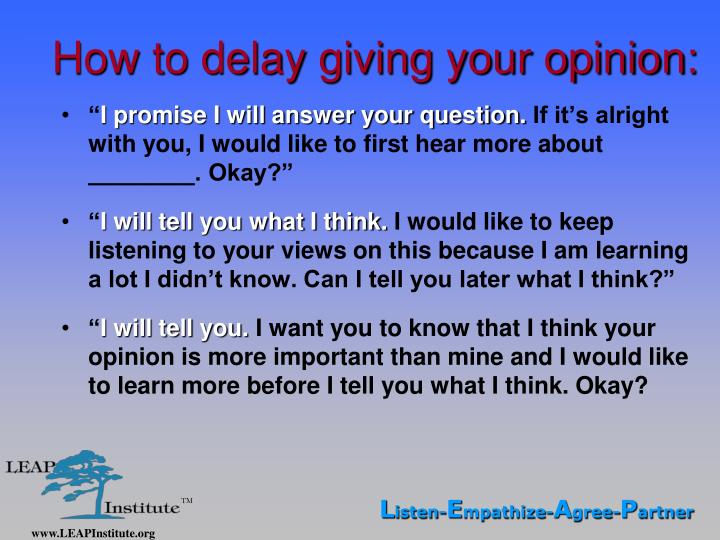 How to delay giving your opinion:
• “I promise I will answer your question. If it’s alright
with you, I would like to first hear more about
________. Okay?”
• “I will tell you what I think. I would like to keep
listening to your views on this because I am learning
a lot I didn’t know. Can I tell you later what I think?”
• “I will tell you. I want you to know that I think your
opinion is more important than mine and I would like
to learn more before I tell you what I think. Okay?
LEAP
Institute™
www.LEAPInstitute.org
Listen-Empathize-Agree-Partner